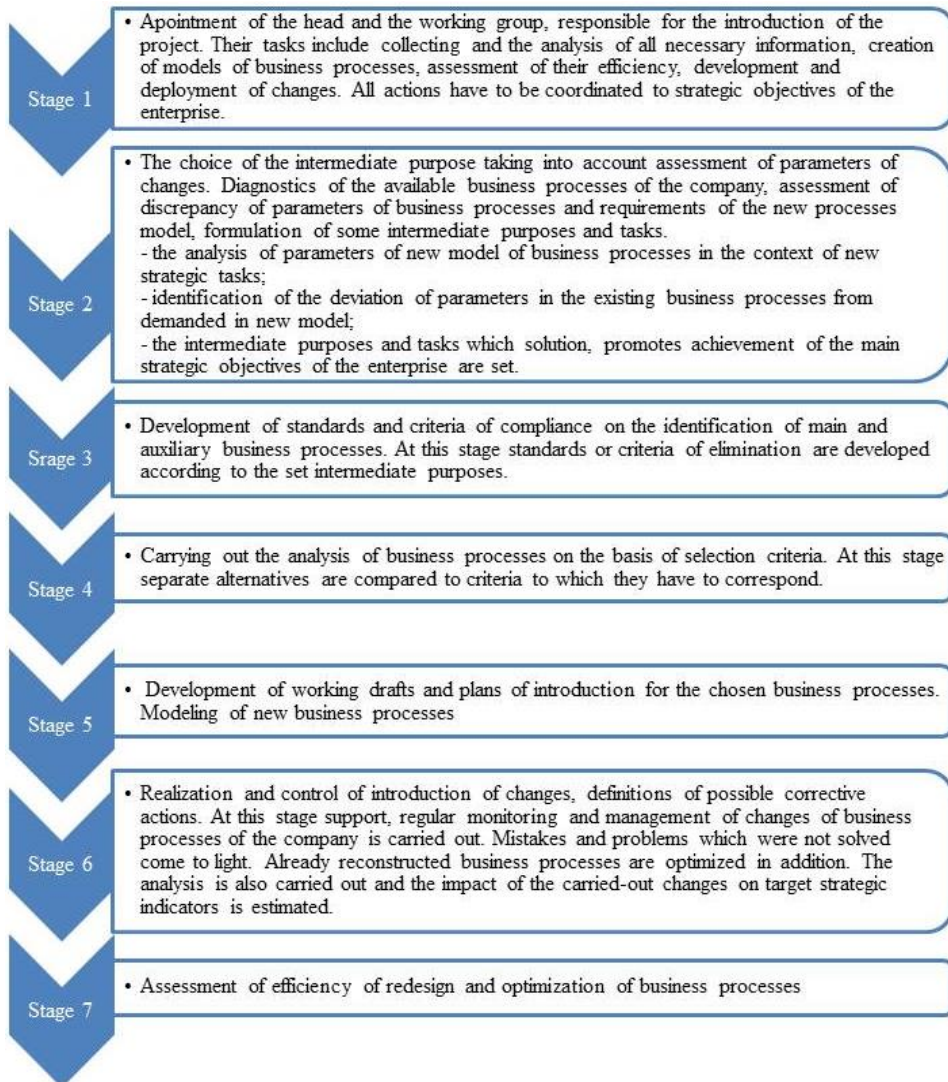 • Apointment of the head and the working group, responsible for the introduction of the
project. Their tasks include collecting and the analysis of all necessary information, creation
of models of business processes, assessment of their efficiency, development and
deployment of changes. All actions have to be coordinated to strategic objectives of the
enterprise.
Stage 1
• The choice of the intermediate purpose taking into account assessment of parameters of
changes. Diagnostics of the available business processes of the company, assessment of
discrepancy of parameters of business processes and requirements of the new processes
model, formulation of some intermediate purposes and tasks.
- the analysis of parameters of new model of business processes in the context of new
strategic tasks;
- identification of the deviation of parameters in the existing business processes from
demanded in new model;
- the intermediate purposes and tasks which solution, promotes achievement of the main
strategic objectives of the enterprise are set.
Stage 2
• Development of standards and criteria of compliance on the identification of main and
auxiliary business processes. At this stage standards or criteria of elimination are developed
according to the set intermediate purposes.
Srage 3
• Carrying out the analysis of business processes on the basis of selection criteria. At this stage
separate alternatives are compared to criteria to which they have to correspond.
Stage 4
• Development of working drafts and plans of introduction for the chosen business processes.
Modeling of new business processes
Stage 5
• Realization and control of introduction of changes, definitions of possible corrective
actions. At this stage support, regular monitoring and management of changes of business
processes of the company is carried out. Mistakes and problems which were not solved
come to light. Already reconstructed business processes are optimized in addition. The
analysis is also carried out and the impact of the carried-out changes on target strategic
indicators is estimated.
Stage 6
• Assessment of efficiency of redesign and optimization of business processes
Stage 7